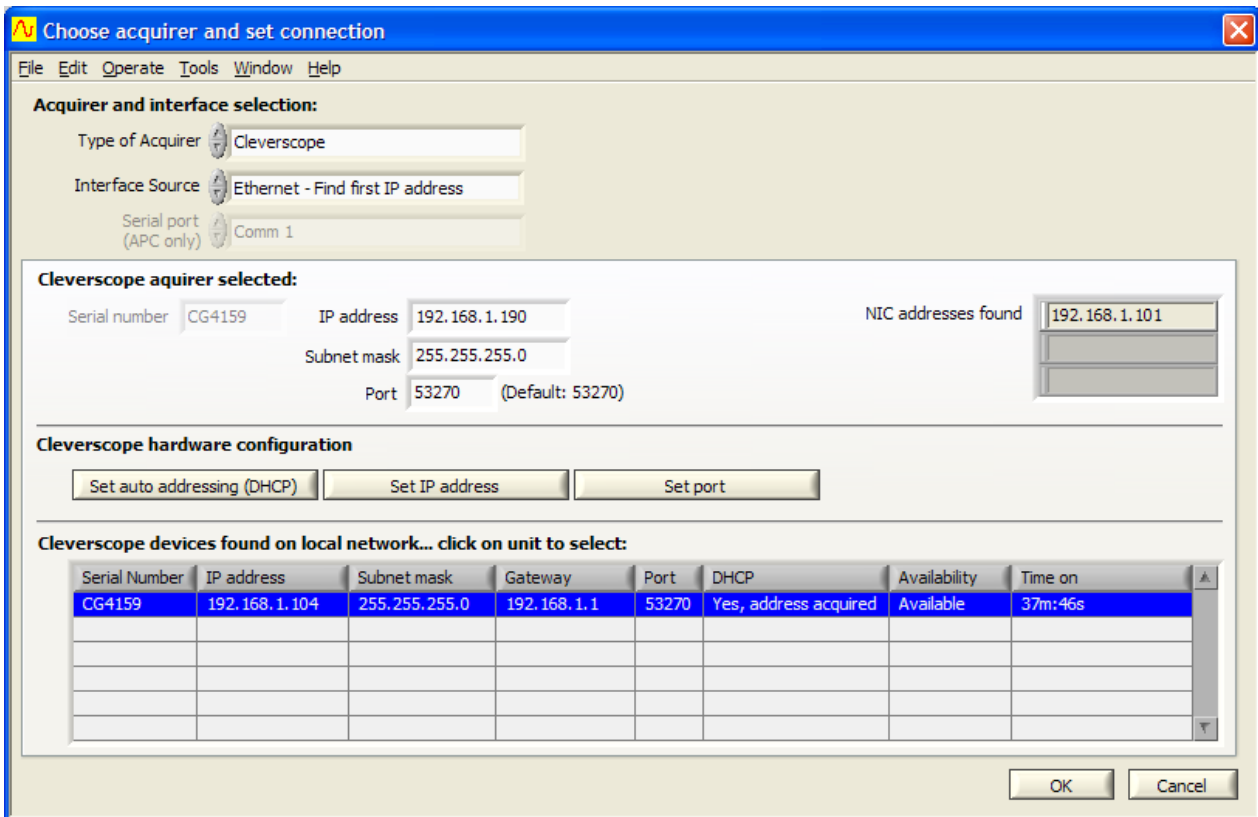 Choose acquirer and set connection
File Edit Operate Tools Window Help
Acquirer and interface selection:
Type of Acquirer Cleverscope
Interface Source Ethernet - Find first IP address
Serial port
(APC only) Comm 1
Cleverscope aquirer selected:
Serial number CG4159 IP address 192.168.1.190 NIC addresses found 192.168.1.101
Subnet mask 255.255.255.0
Port 53270 (Default: 53270)
Cleverscope hardware configuration
Set auto addressing (DHCP) Set IP address Set port
Cleverscope devices found on local network... click on unit to select:
Serial Number IP address Subnet mask Gateway Port DHCP Availability Time on
CG4159 192.168.1.104 255.255.255.0 192.168.1.1 53270 Yes, address acquired Available 37m:46s
OK Cancel